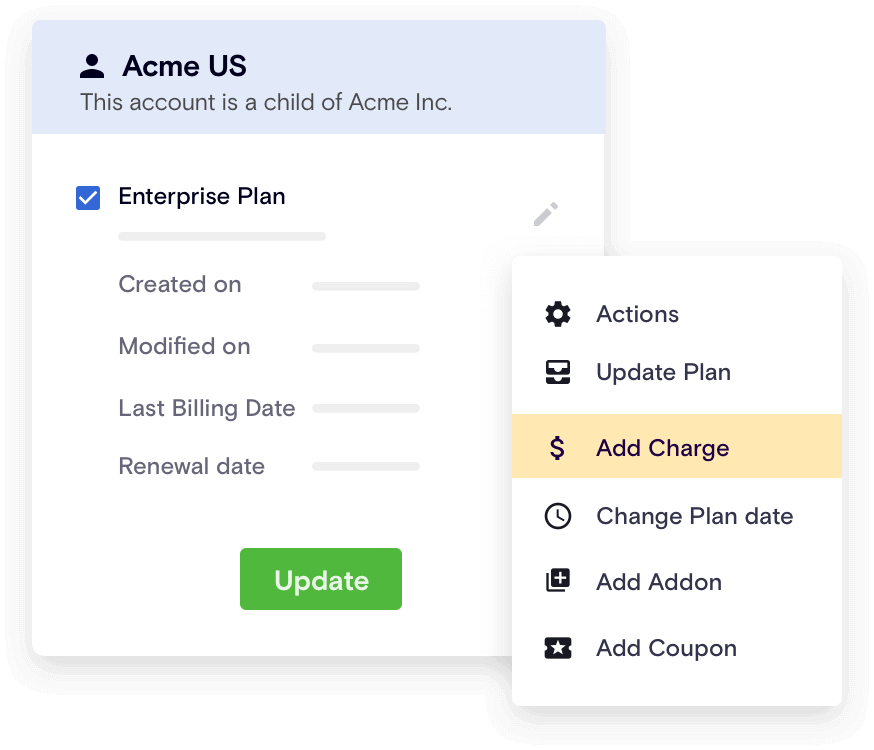 Acme US
This account is a child of Acme Inc.
Enterprise Plan
Created on
Modified on
Last Billing Date
Renewal date
Update
Actions
Update Plan
Add Charge
Change Plan date
Add Addon
Add Coupon